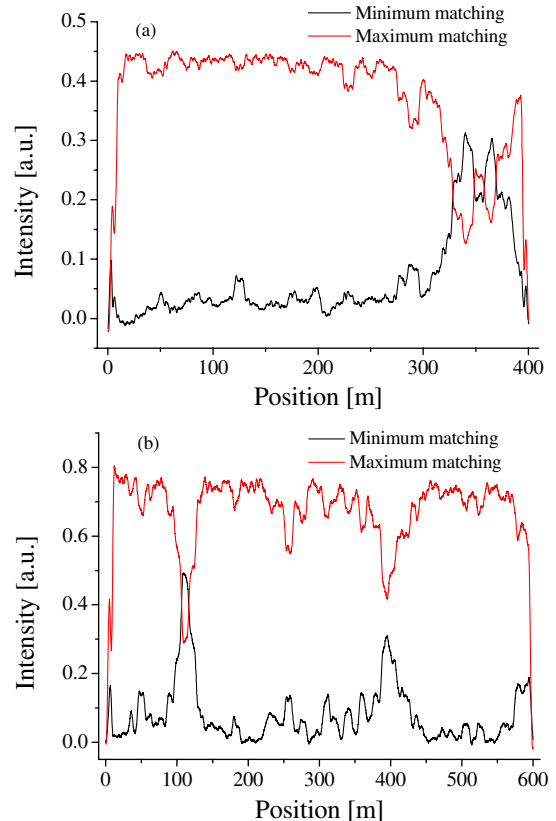 (a)
Minimum matching
Maximum matching
0.5
0.4
0.3
0.2
0.1
0.0
Intensity [a.u.]
0
100
200
300
400
Position [m]
(b)
Minimum matching
Maximum matching
0.8
0.6
0.4
0.2
0.0
Intensity [a.u.]
0
100
200
300
400
500
600
Position [m]